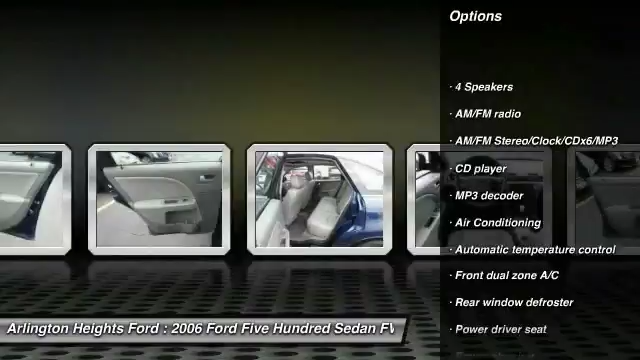 Options
· 4 Speakers
· AM/FM radio
· AM/FM Stereo/Clock/CDx6/MP3
· CD player
· MP3 decoder
· Air Conditioning
· Automatic temperature control
· Front dual zone A/C
· Rear window defroster
· Power driver seat
Arlington Heights Ford : 2006 Ford Five Hundred Sedan